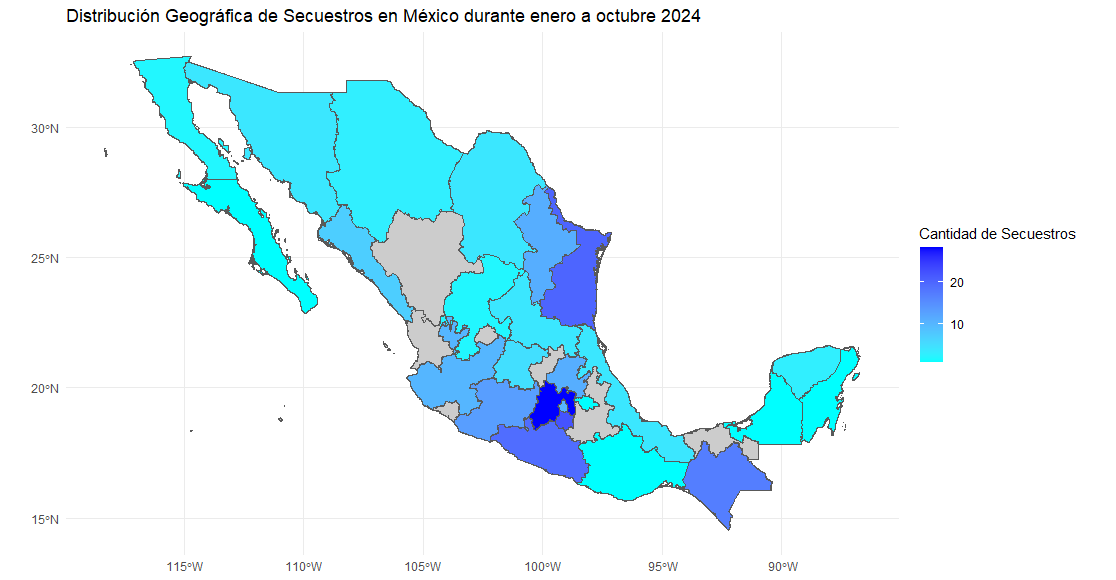 Distribución Geográfica de Secuestros en México durante enero a octubre 2024
30°N
25°N
20°N
15°N
115°W
110°W
105°W
100°W
95°W
90°W
Cantidad de Secuestros
20
10